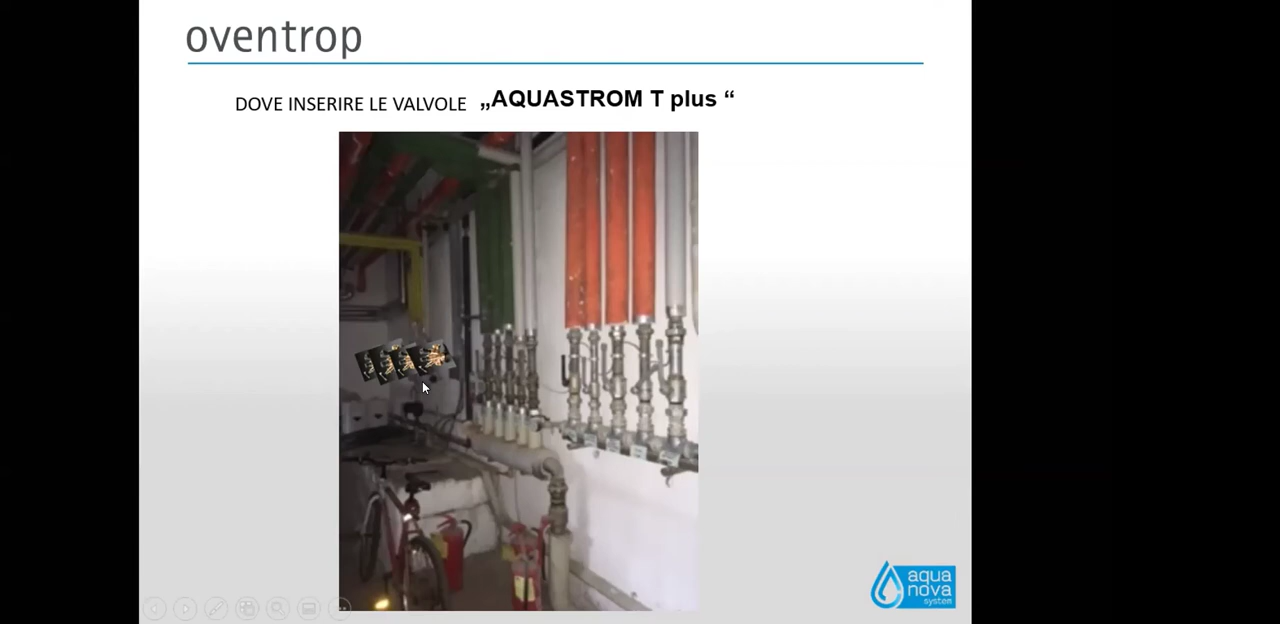 oventrop
DOVE INSERIRE LE VALVOLE „AQUASTROM T plus “
aqua
nova
system